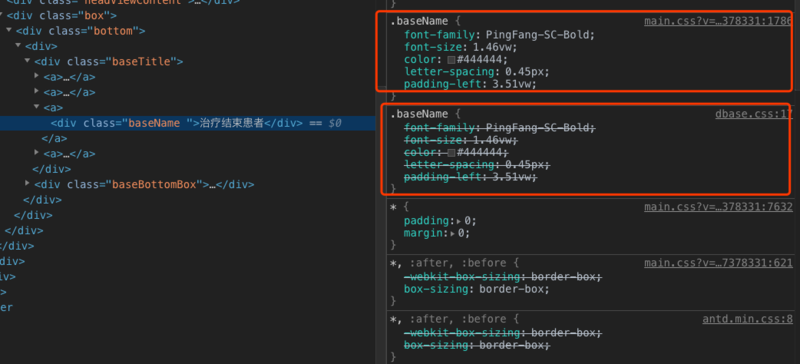 <div class="headViewContent">…</div>
<div class="box">
<div class="bottom">
<div>
<div class="baseTitle">
<a>…</a>
<a>…</a>
<a>
<div class="baseName ">治疗结束患者</div> == $0
</a>
<a>…</a>
</div>
<div class="baseBottomBox">…</div>
</div>
</div>
</div>
</div>
div>
iv>
>
er
}
.baseName { main.css?v=…378331:1786
font-family: PingFang-SC-Bold;
font-size: 1.46vw;
color: #444444;
letter-spacing: 0.45px;
padding-left: 3.51vw;
}
.baseName { dbase.css:17
font-family: PingFang-SC-Bold;
font-size: 1.46vw;
color: #444444;
letter-spacing: 0.45px;
padding-left: 3.51vw;
}
* { main.css?v=…378331:7632
padding: 0;
margin: 0;
}
*, :after, :before { main.css?v=…7378331:621
-webkit-box-sizing: border-box;
box-sizing: border-box;
}
*, :after, :before { antd.min.css:8
-webkit-box-sizing: border-box;
box-sizing: border-box;
}